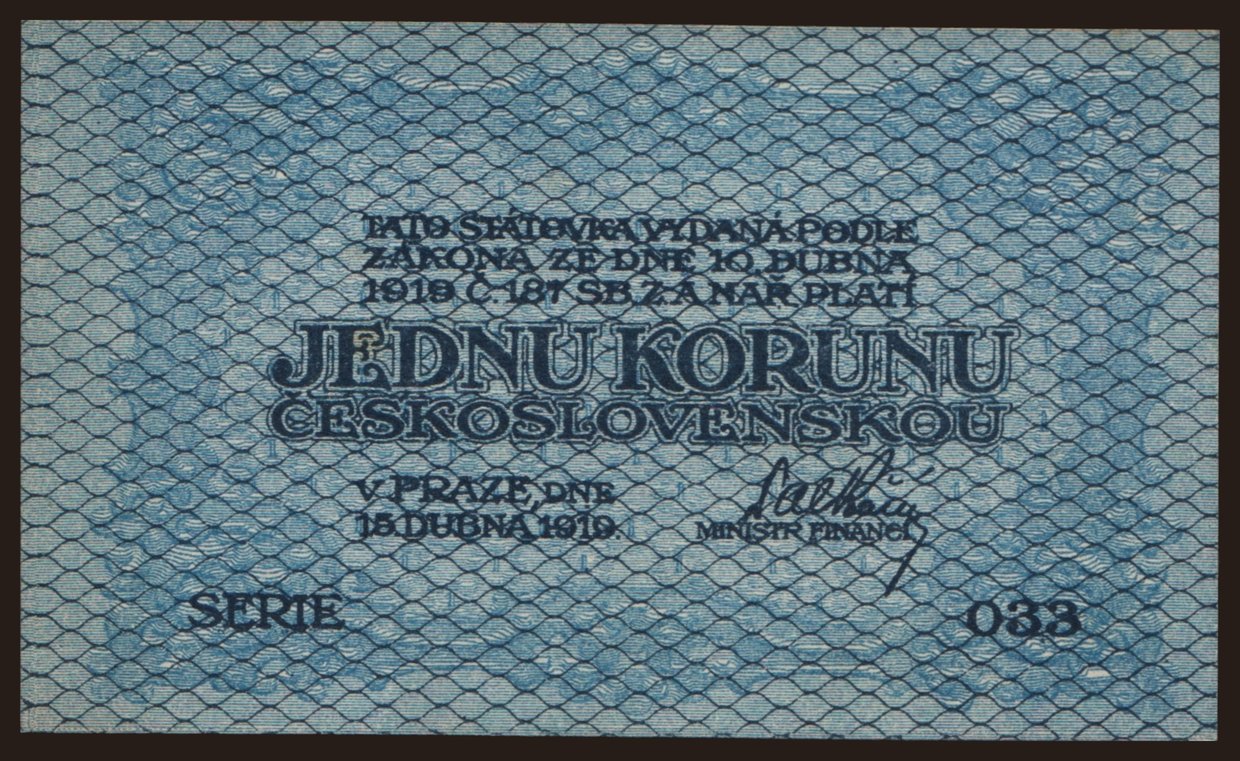 TATO STÁTOVKA VYDANÁ PODLE
ZÁKONA ZE DNE 10. DUBNA
1919 Č. 187 SB. Z. A NAŘ. PLATÍ
JEDNU KORUNU
ČESKOSLOVENSKOU
V PRAZE, DNE
15. DUBNA, 1919.
MINISTR FINANCÍ
SERIE 033